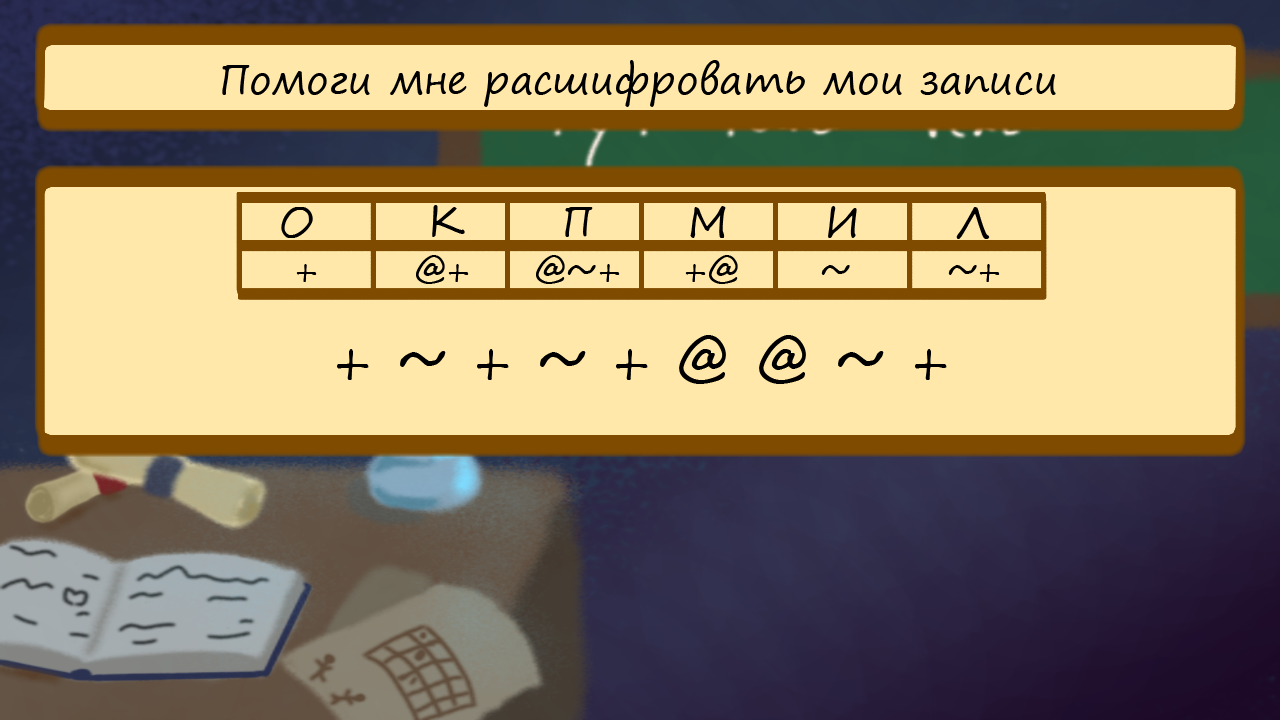 Помоги мне расшифровать мои записи
О К П М И Л
+ @+ @~+ +@ ~ ~+
+ ~ + ~ + @ @ ~ +